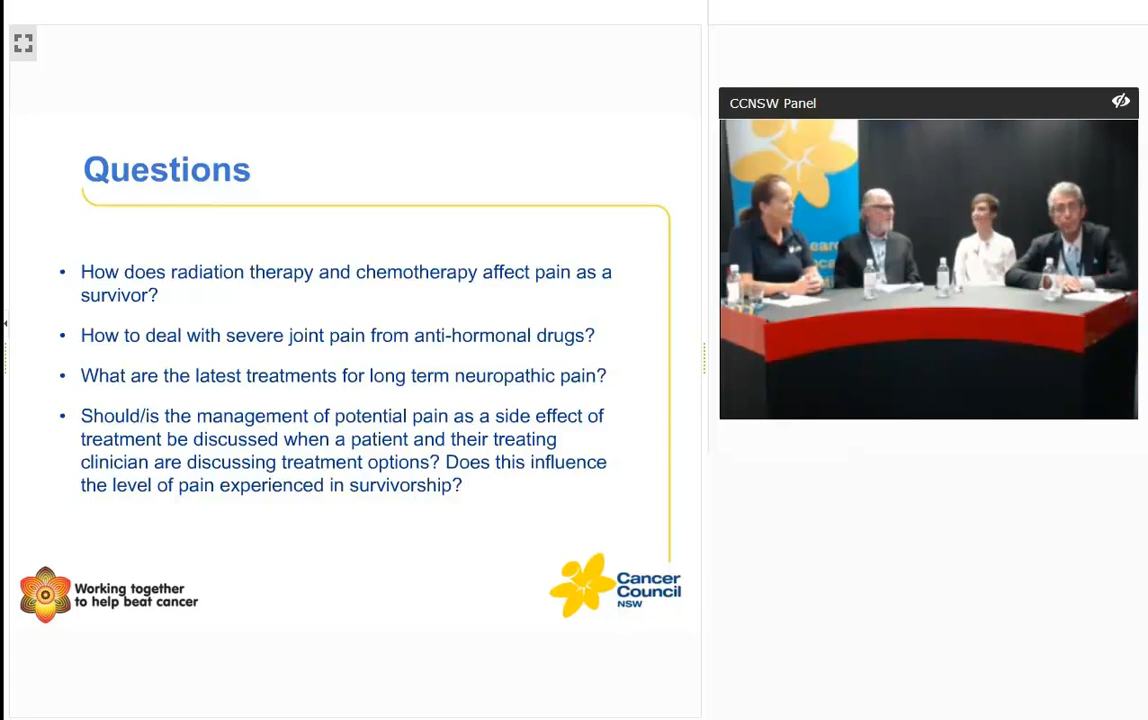 Questions
• How does radiation therapy and chemotherapy affect pain as a
survivor?
• How to deal with severe joint pain from anti-hormonal drugs?
• What are the latest treatments for long term neuropathic pain?
• Should/is the management of potential pain as a side effect of
treatment be discussed when a patient and their treating
clinician are discussing treatment options? Does this influence
the level of pain experienced in survivorship?
Working together
to help beat cancer
Cancer
Council
NSW
CCNSW Panel